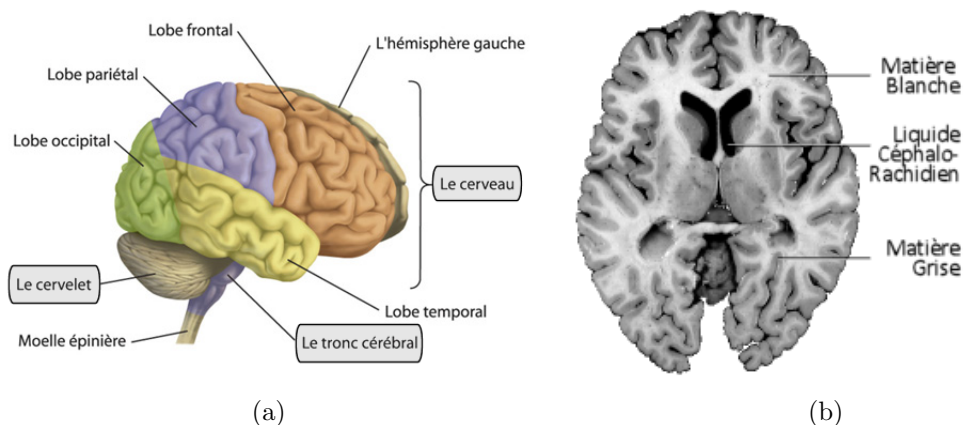 Lobe frontal
L'hémisphère gauche
Lobe pariétal
Lobe occipital
Le cerveau
Le cervelet
Lobe temporal
Moelle épinière
Le tronc cérébral
(a)
Matière
Blanche
Liquide
Céphalo-
Rachidien
Matière
Grise
(b)